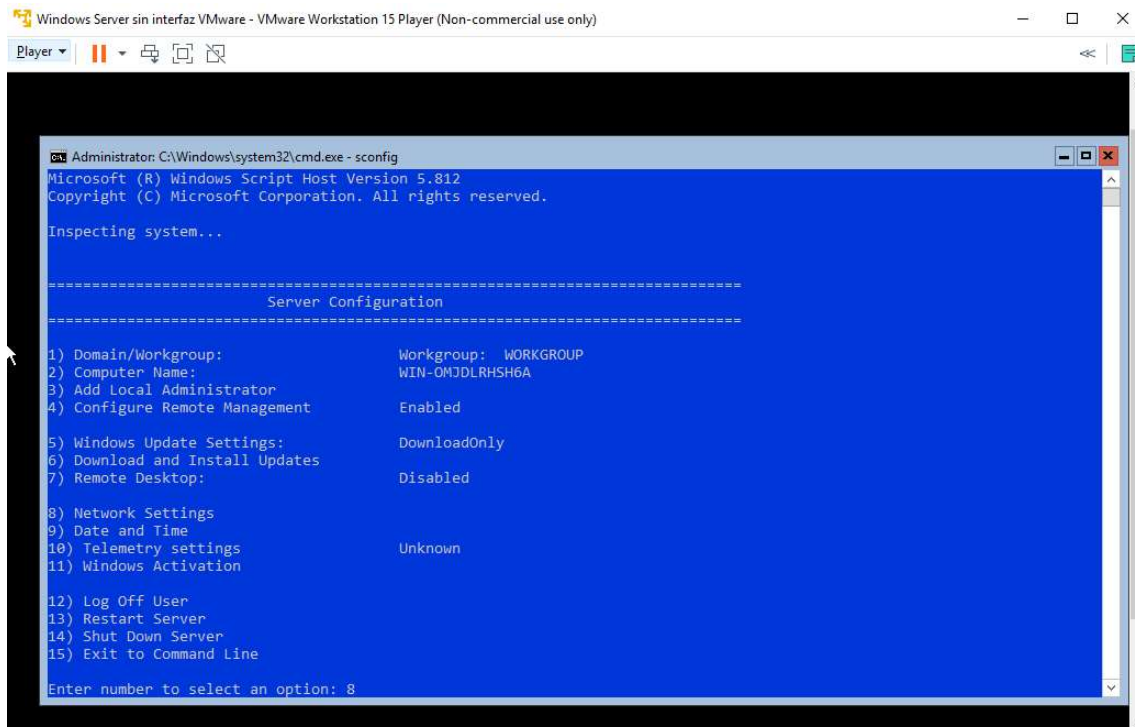 Windows Server sin interfaz VMware - VMware Workstation 15 Player (Non-commercial use only)
Player
Administrator: C:\Windows\system32\cmd.exe - sconfig
Microsoft (R) Windows Script Host Version 5.812
Copyright (C) Microsoft Corporation. All rights reserved.
Inspecting system...
===============================================================================
Server Configuration
===============================================================================
1) Domain/Workgroup: Workgroup: WORKGROUP
2) Computer Name: WIN-OMJDLRHSH6A
3) Add Local Administrator
4) Configure Remote Management Enabled
5) Windows Update Settings: DownloadOnly
6) Download and Install Updates
7) Remote Desktop: Disabled
8) Network Settings
9) Date and Time
10) Telemetry settings Unknown
11) Windows Activation
12) Log Off User
13) Restart Server
14) Shut Down Server
15) Exit to Command Line
Enter number to select an option: 8